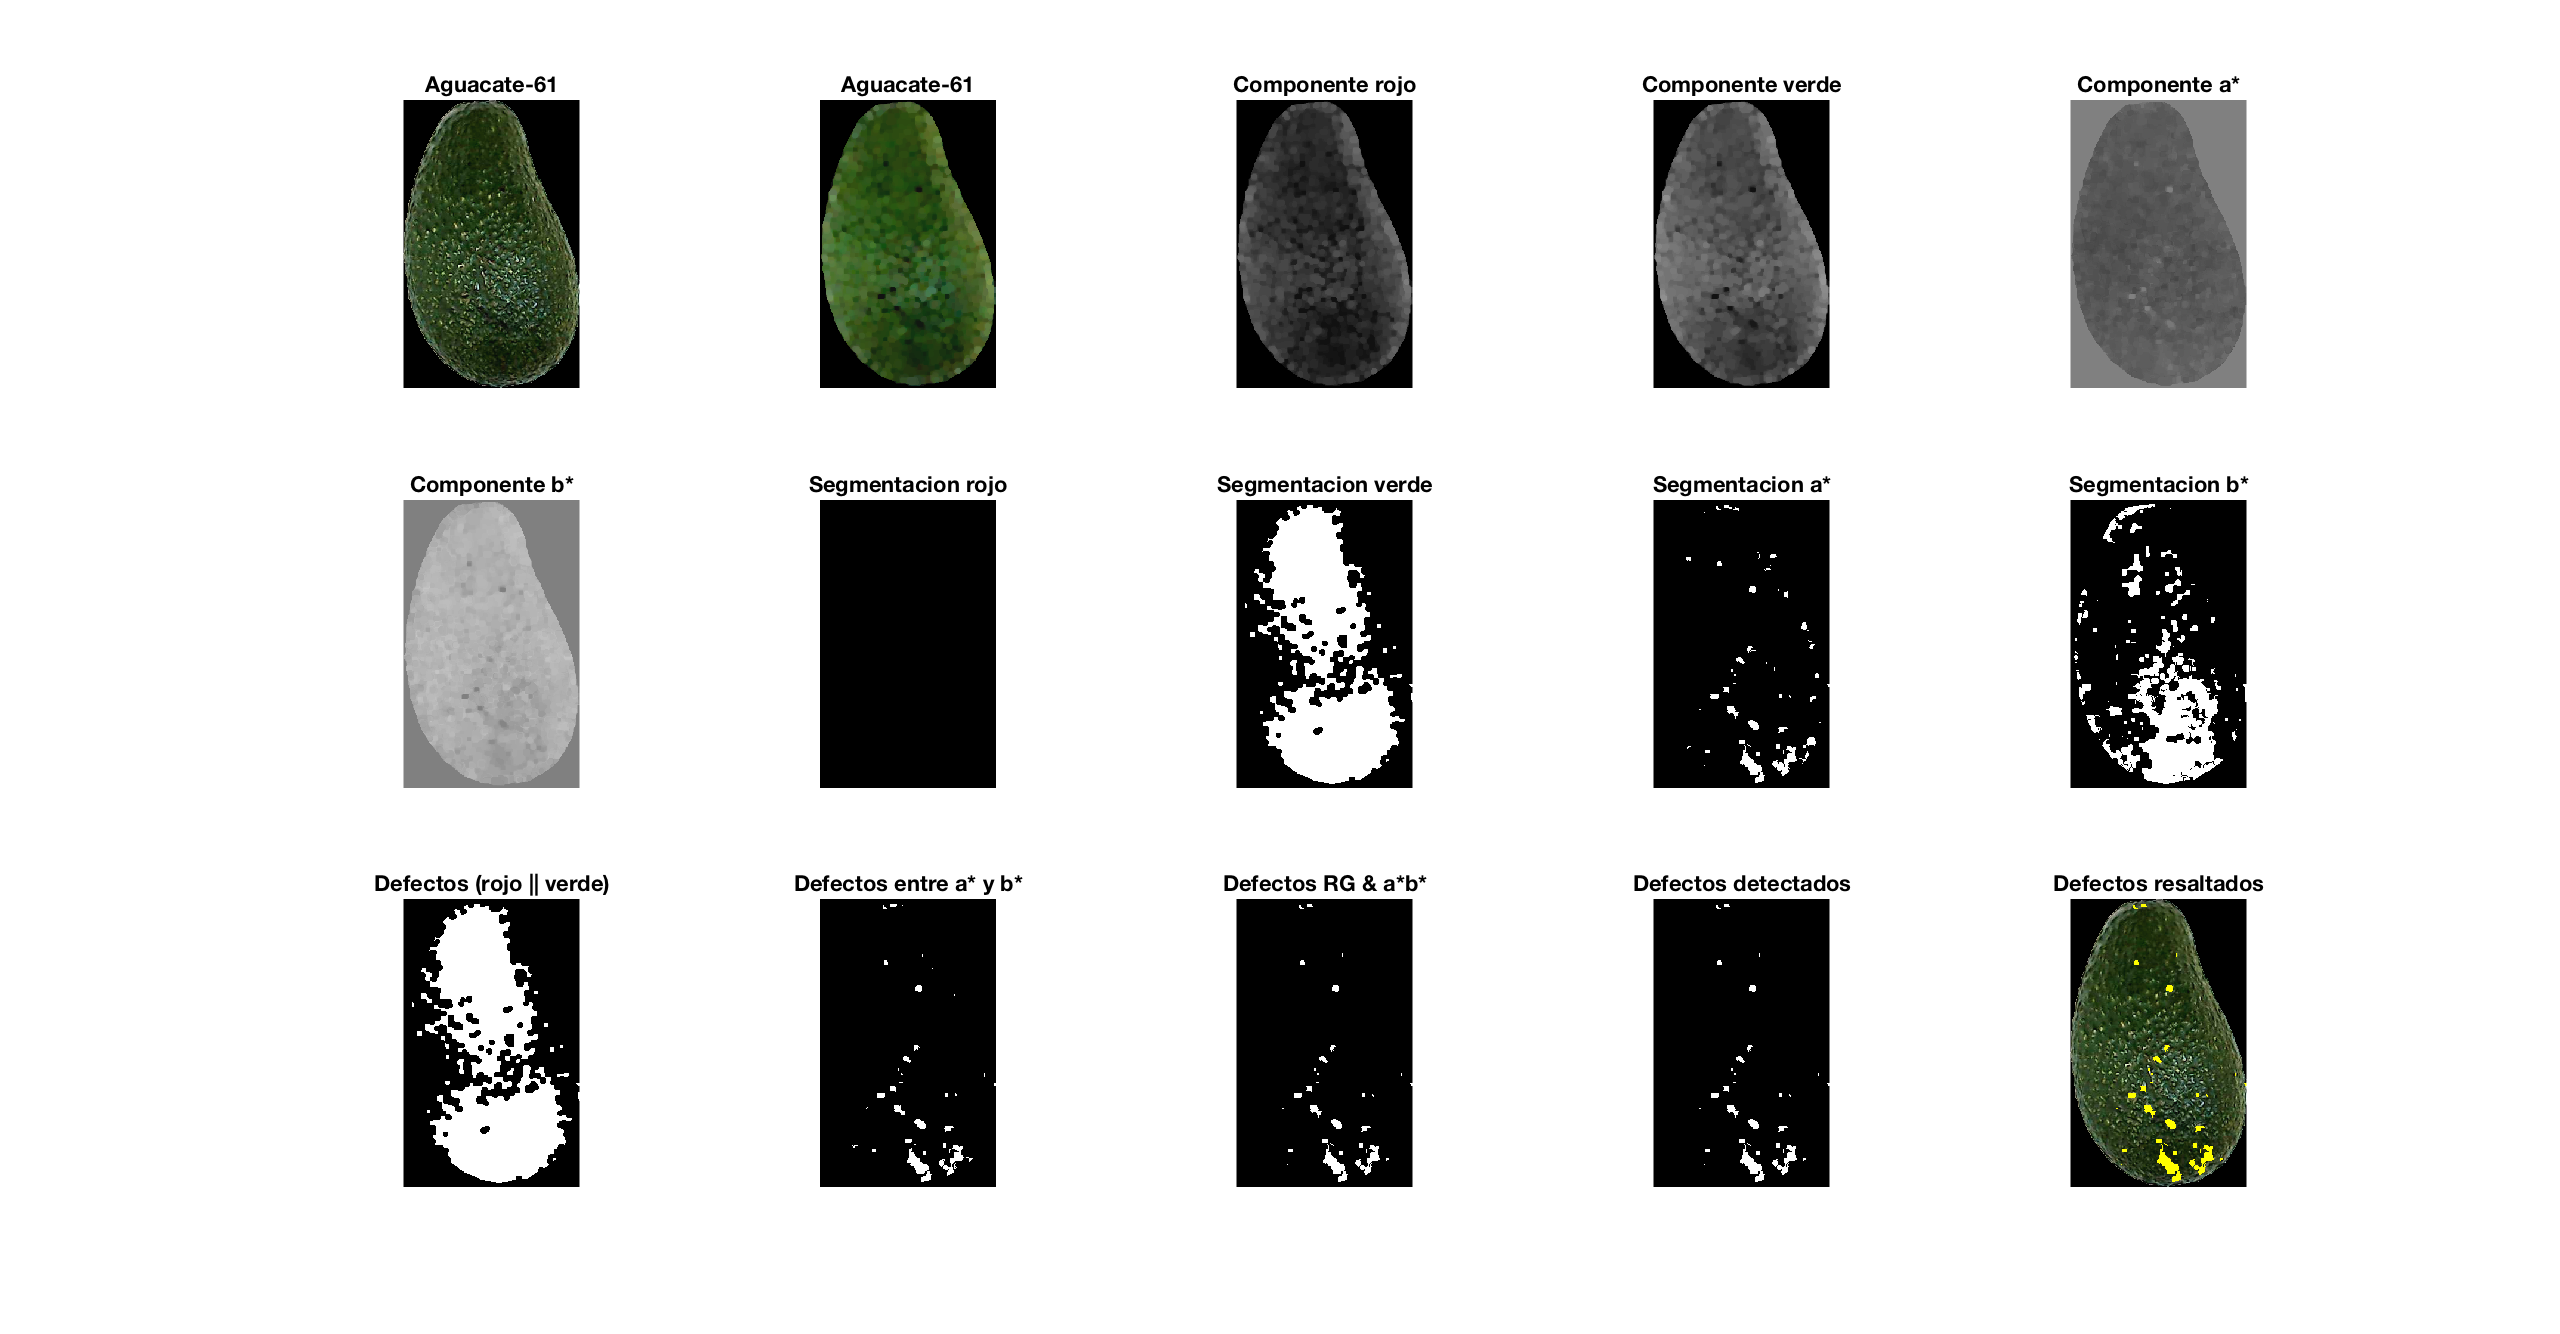 Aguacate-61
Aguacate-61
Componente rojo
Componente verde
Componente a*
Componente b*
Segmentacion rojo
Segmentacion verde
Segmentacion a*
Segmentacion b*
Defectos (rojo || verde)
Defectos entre a* y b*
Defectos RG & a*b*
Defectos detectados
Defectos resaltados